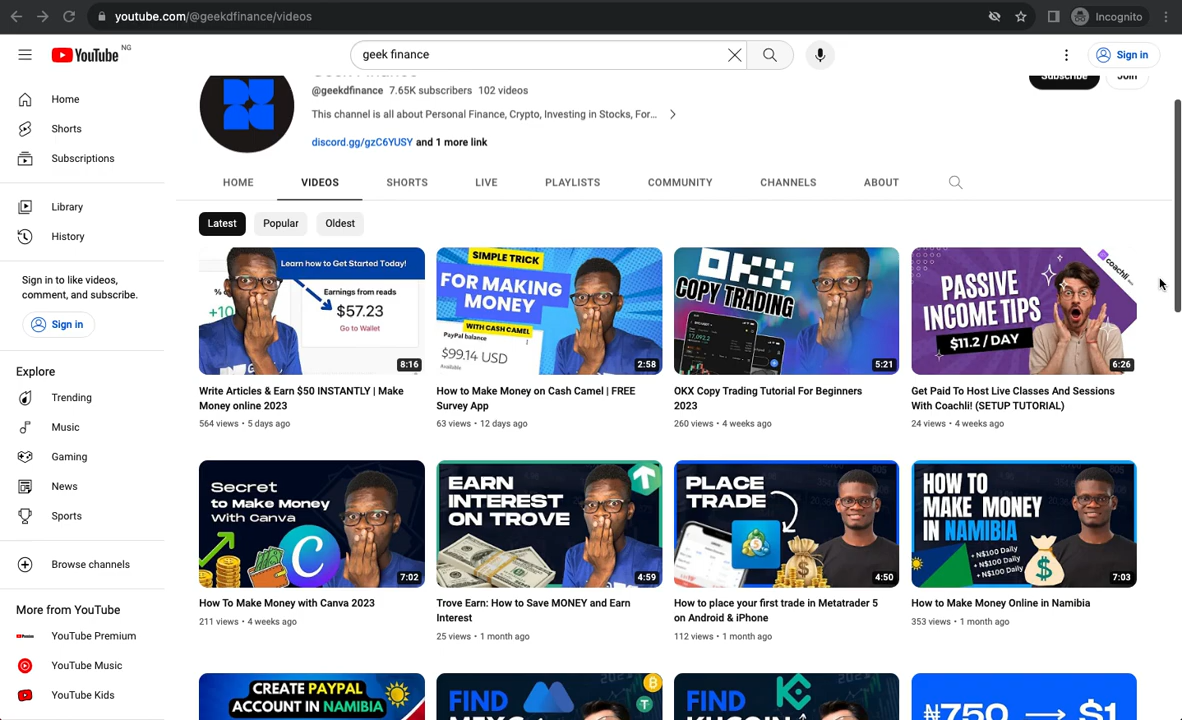 youtube.com/@geekdfinance/videos
Incognito
YouTube NG
geek finance
Sign in
@geekdfinance 7.65K subscribers 102 videos
Subscribe
Join
This channel is all about Personal Finance, Crypto, Investing in Stocks, For...
discord.gg/gzC6YUSY and 1 more link
Home
Shorts
Subscriptions
Library
History
Sign in to like videos,
comment, and subscribe.
Sign in
Explore
Trending
Music
Gaming
News
Sports
Browse channels
More from YouTube
YouTube Premium
YouTube Music
YouTube Kids
HOME
VIDEOS
SHORTS
LIVE
PLAYLISTS
COMMUNITY
CHANNELS
ABOUT
Latest
Popular
Oldest
Learn how to Get Started Today!
Earnings from reads
$57.23
Go to Wallet
+10
8:16
Write Articles & Earn $50 INSTANTLY | Make
Money online 2023
564 views • 5 days ago
SIMPLE TRICK
FOR MAKING
MONEY
WITH CASH CAMEL
PayPal balance
$99.14 USD
Available
2:58
How to Make Money on Cash Camel | FREE
Survey App
63 views • 12 days ago
OKX
COPY TRADING
17,092.2
5:21
OKX Copy Trading Tutorial For Beginners
2023
260 views • 4 weeks ago
coachli
PASSIVE
INCOME TIPS
$11.2 / DAY
6:26
Get Paid To Host Live Classes And Sessions
With Coachli! (SETUP TUTORIAL)
24 views • 4 weeks ago
Secret
to Make Money
With Canva
C
7:02
How To Make Money with Canva 2023
211 views • 4 weeks ago
EARN
INTEREST
ON TROVE
4:59
Trove Earn: How to Save MONEY and Earn
Interest
25 views • 1 month ago
PLACE
TRADE
4:50
How to place your first trade in Metatrader 5
on Android & iPhone
112 views • 1 month ago
HOW TO
MAKE MONEY
IN NAMIBIA
• N$100 Daily
• N$100 Daily
• N$100 Daily
7:03
How to Make Money Online in Namibia
353 views • 1 month ago
CREATE PAYPAL
ACCOUNT IN NAMIBIA
FIND
FIND
₦750 → $1